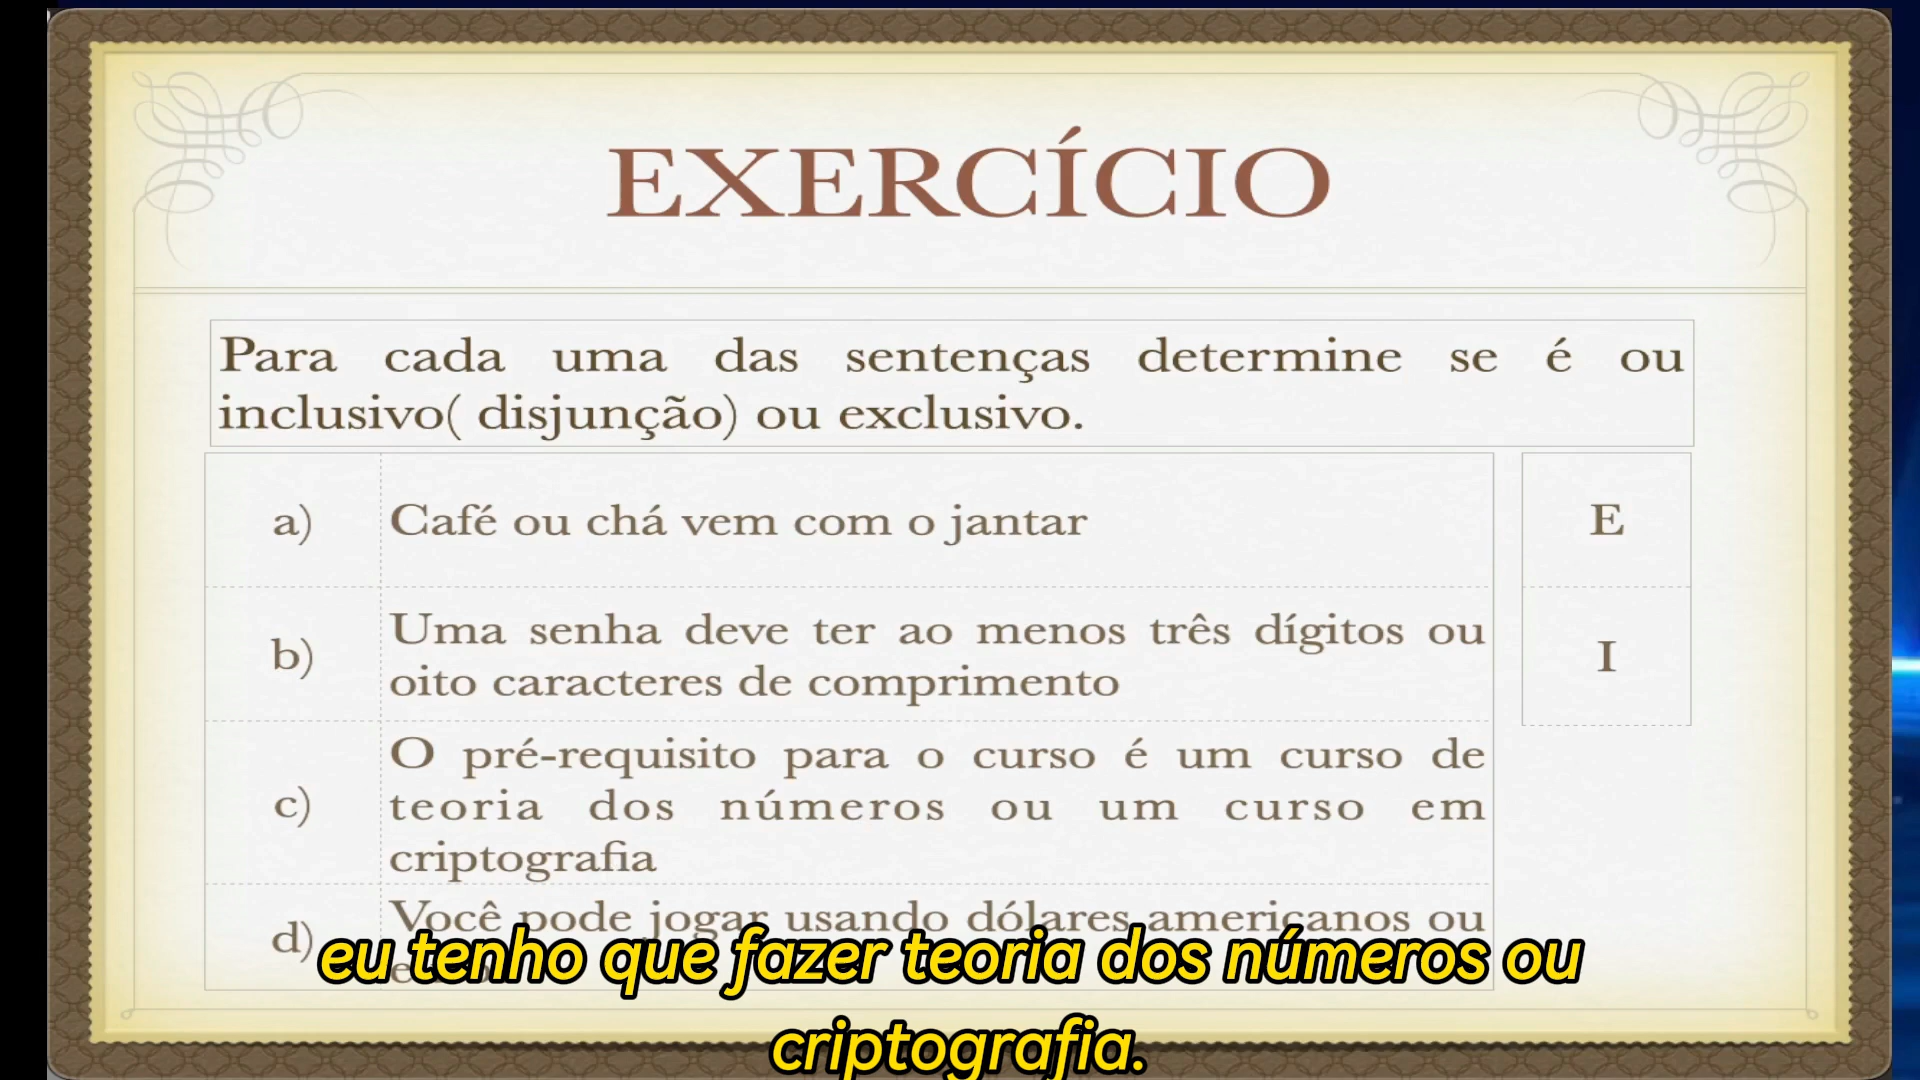 EXERCÍCIO
Para cada uma das sentenças determine se é ou
inclusivo( disjunção) ou exclusivo.
a) Café ou chá vem com o jantar E
b) Uma senha deve ter ao menos três dígitos ou
oito caracteres de comprimento I
c) O pré-requisito para o curso é um curso de
teoria dos números ou um curso em
criptografia
d) Você pode jogar usando dólares americanos ou
eu tenho que fazer teoria dos números ou
criptografia.